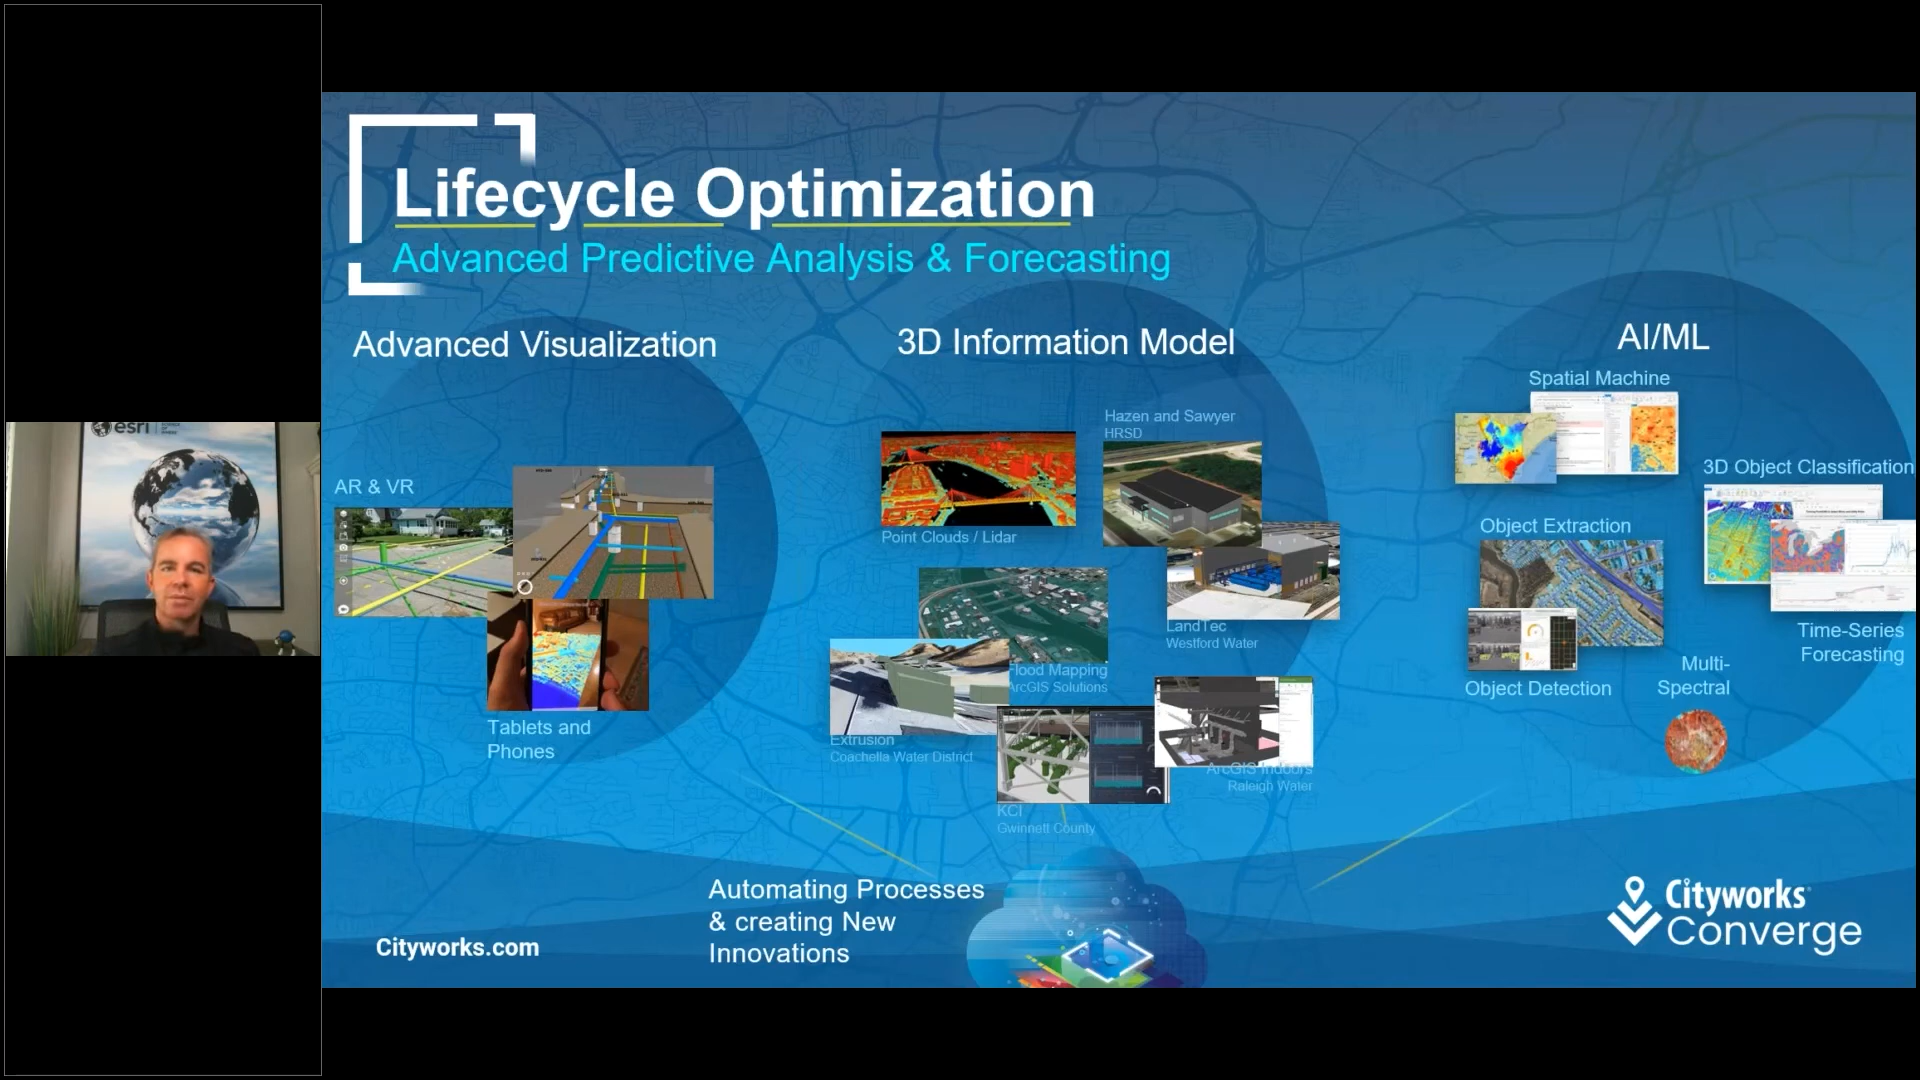 esri
Lifecycle Optimization
Advanced Predictive Analysis & Forecasting
Advanced Visualization
AR & VR
Tablets and
Phones
3D Information Model
Hazen and Sawyer
HRSD
Point Clouds / Lidar
LandTec
Westford Water
Flood Mapping
ArcGIS Solutions
Extrusion
Coachella Water District
ArcGIS Indoors
Raleigh Water
KCI
Gwinnett County
AI/ML
Spatial Machine
3D Object Classification
Object Extraction
Time-Series
Forecasting
Object Detection
Multi-
Spectral
Automating Processes
& creating New
Innovations
Cityworks.com
Cityworks
Converge